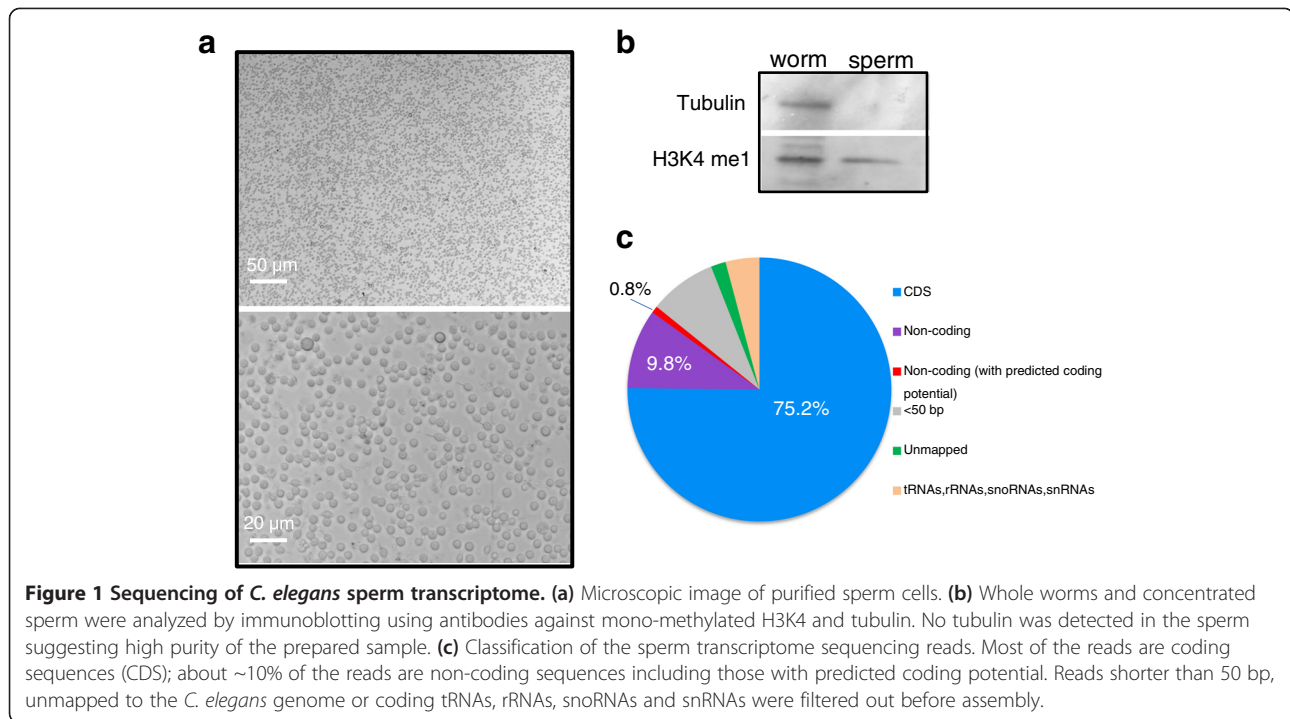 a
50 µm
20 µm
b
worm sperm
Tubulin
H3K4 me1
c
0.8%
9.8%
75.2%
CDS
Non-coding
Non-coding (with predicted coding
potential)
<50 bp
Unmapped
tRNAs,rRNAs,snoRNAs,snRNAs
Figure 1 Sequencing of C. elegans sperm transcriptome. (a) Microscopic image of purified sperm cells. (b) Whole worms and concentrated
sperm were analyzed by immunoblotting using antibodies against mono-methylated H3K4 and tubulin. No tubulin was detected in the sperm
suggesting high purity of the prepared sample. (c) Classification of the sperm transcriptome sequencing reads. Most of the reads are coding
sequences (CDS); about ~10% of the reads are non-coding sequences including those with predicted coding potential. Reads shorter than 50 bp,
unmapped to the C. elegans genome or coding tRNAs, rRNAs, snoRNAs and snRNAs were filtered out before assembly.